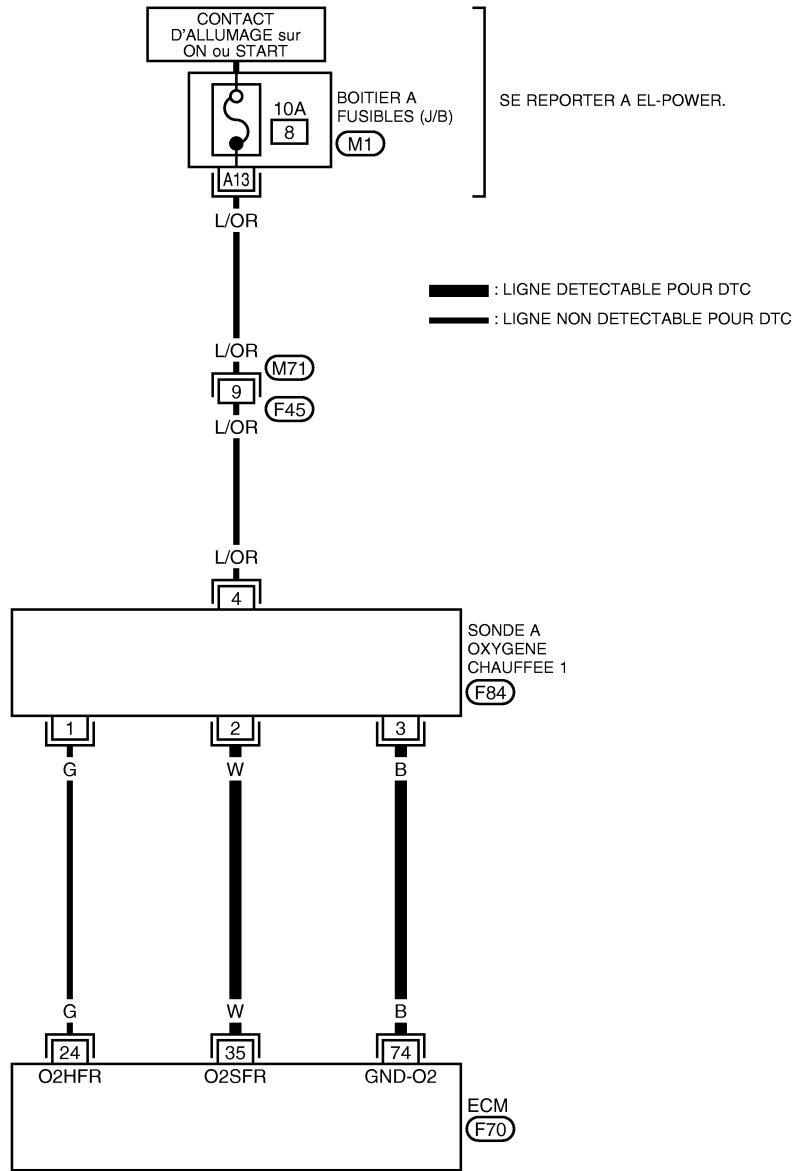 CONTACT
D'ALLUMAGE sur
ON ou START
BOITIER A
FUSIBLES (J/B)
10A
8
M1
SE REPORTER A EL-POWER.
A13
L/OR
: LIGNE DETECTABLE POUR DTC
: LIGNE NON DETECTABLE POUR DTC
L/OR
M71
9
F45
L/OR
L/OR
4
SONDE A
OXYGENE
CHAUFFEE 1
F84
1 2 3
G W B
G W B
24 35 74
O2HFR O2SFR GND-O2
ECM
F70